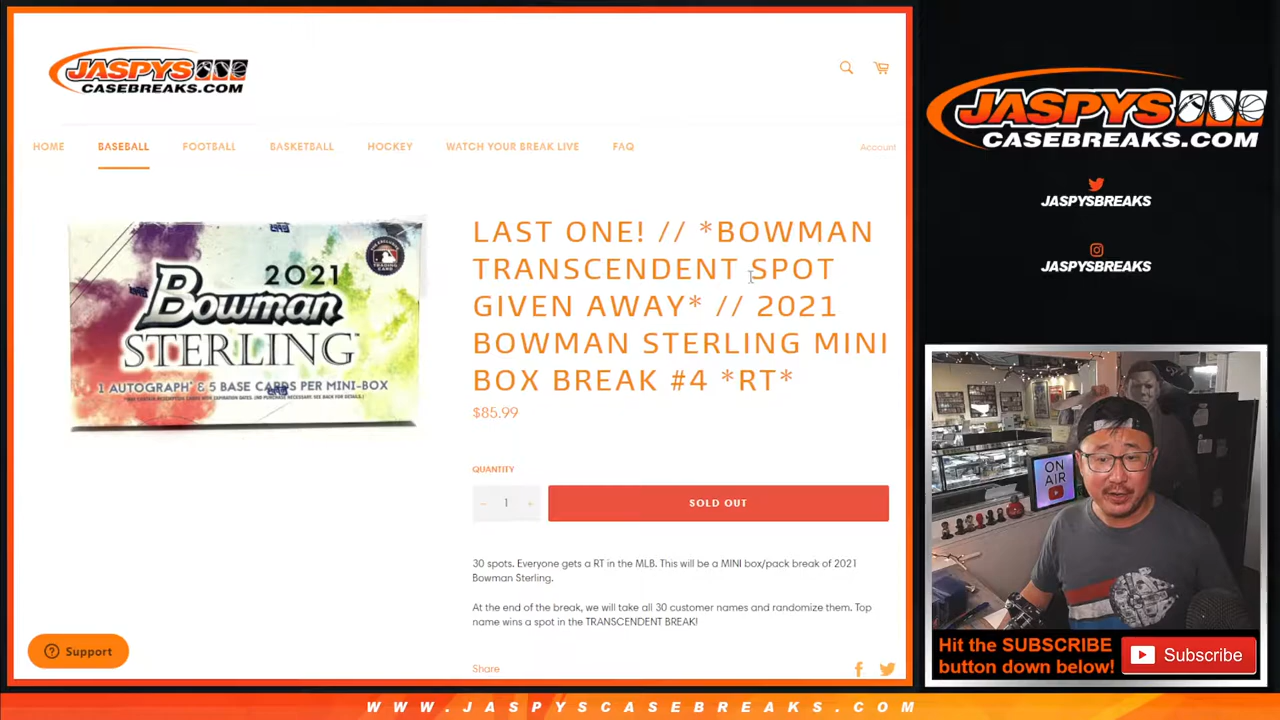 JASPYS
CASEBREAKS.COM
HOME
BASEBALL
FOOTBALL
BASKETBALL
HOCKEY
WATCH YOUR BREAK LIVE
FAQ
Account
2021
Bowman
STERLING
1 AUTOGRAPH* & 5 BASE CARDS PER MINI-BOX
LAST ONE! // *BOWMAN
TRANSCENDENT SPOT
GIVEN AWAY* // 2021
BOWMAN STERLING MINI
BOX BREAK #4 *RT*
$85.99
QUANTITY
− 1 +
SOLD OUT
30 spots. Everyone gets a RT in the MLB. This will be a MINI box/pack break of 2021
Bowman Sterling.
At the end of the break, we will take all 30 customer names and randomize them. Top
name wins a spot in the TRANSCENDENT BREAK!
Share
Support
JASPYS
CASEBREAKS.COM
JASPYSBREAKS
JASPYSBREAKS
ON
AIR
Hit the SUBSCRIBE
button down below!
Subscribe
WWW.JASPYSCASEBREAKS.COM